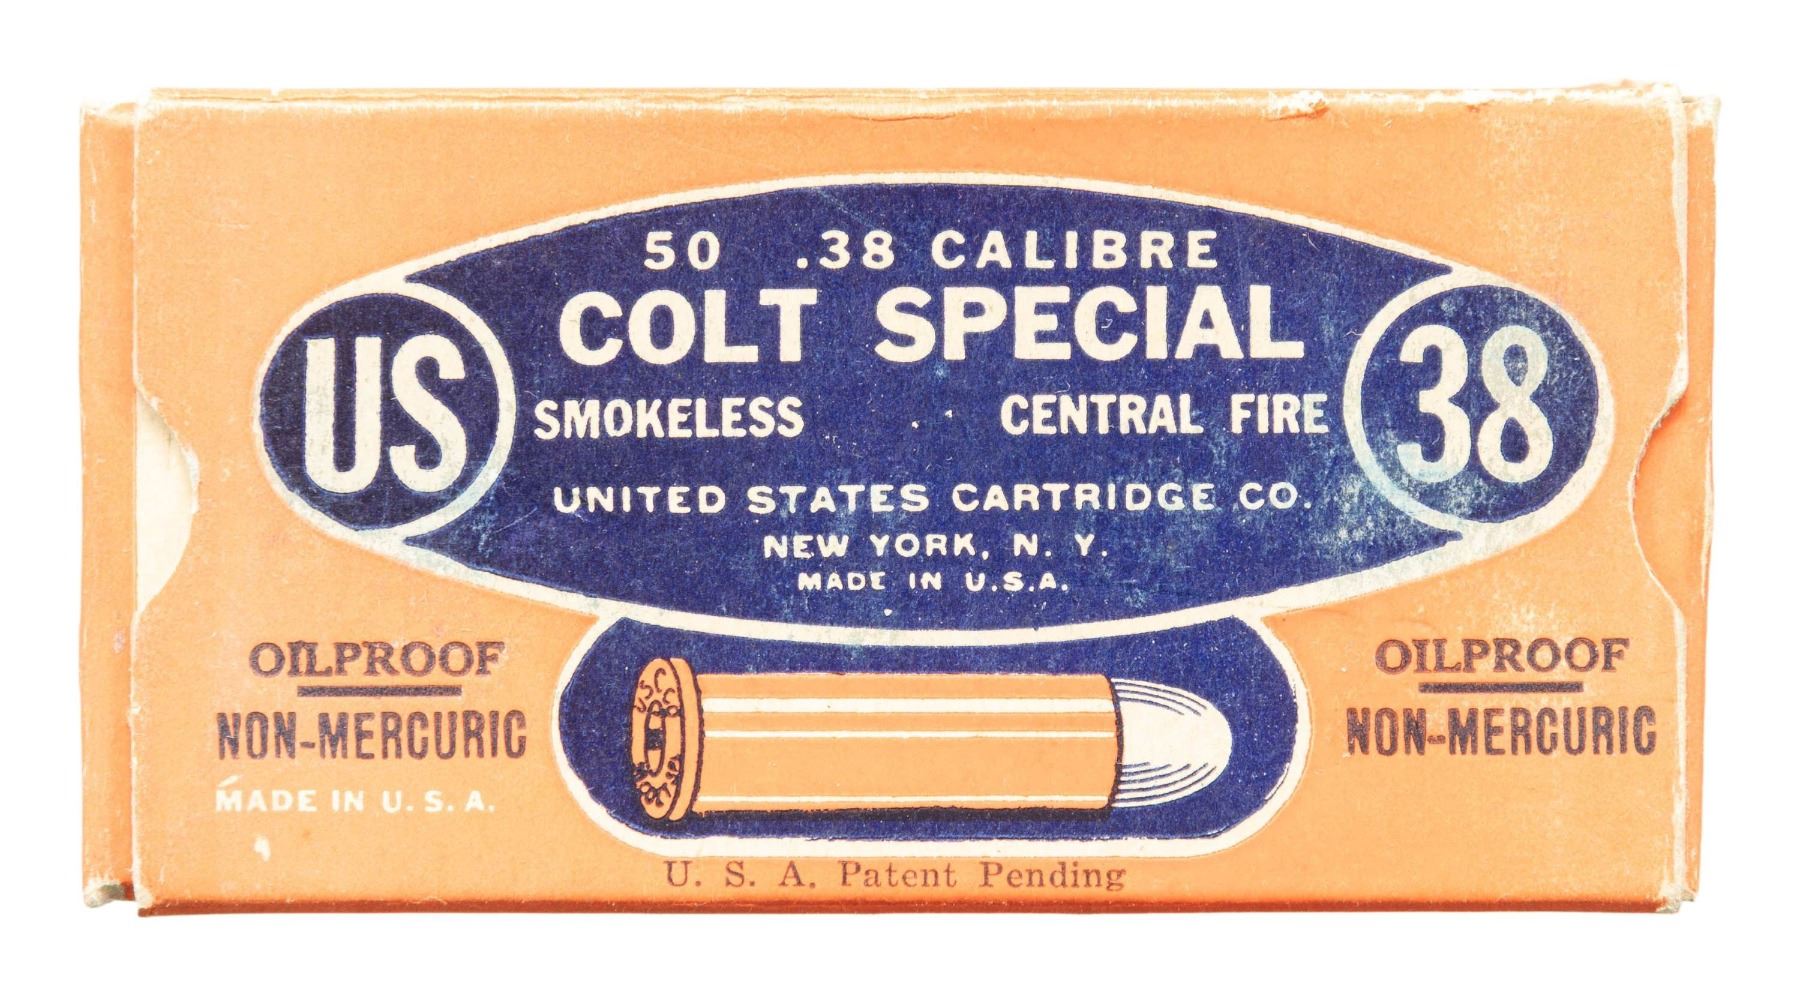 50 .38 CALIBRE
COLT SPECIAL
US
38
SMOKELESS · CENTRAL FIRE
UNITED STATES CARTRIDGE CO.
NEW YORK, N. Y.
MADE IN U.S.A.
OILPROOF
NON-MERCURIC
MADE IN U. S. A.
OILPROOF
NON-MERCURIC
U. S. A. Patent Pending